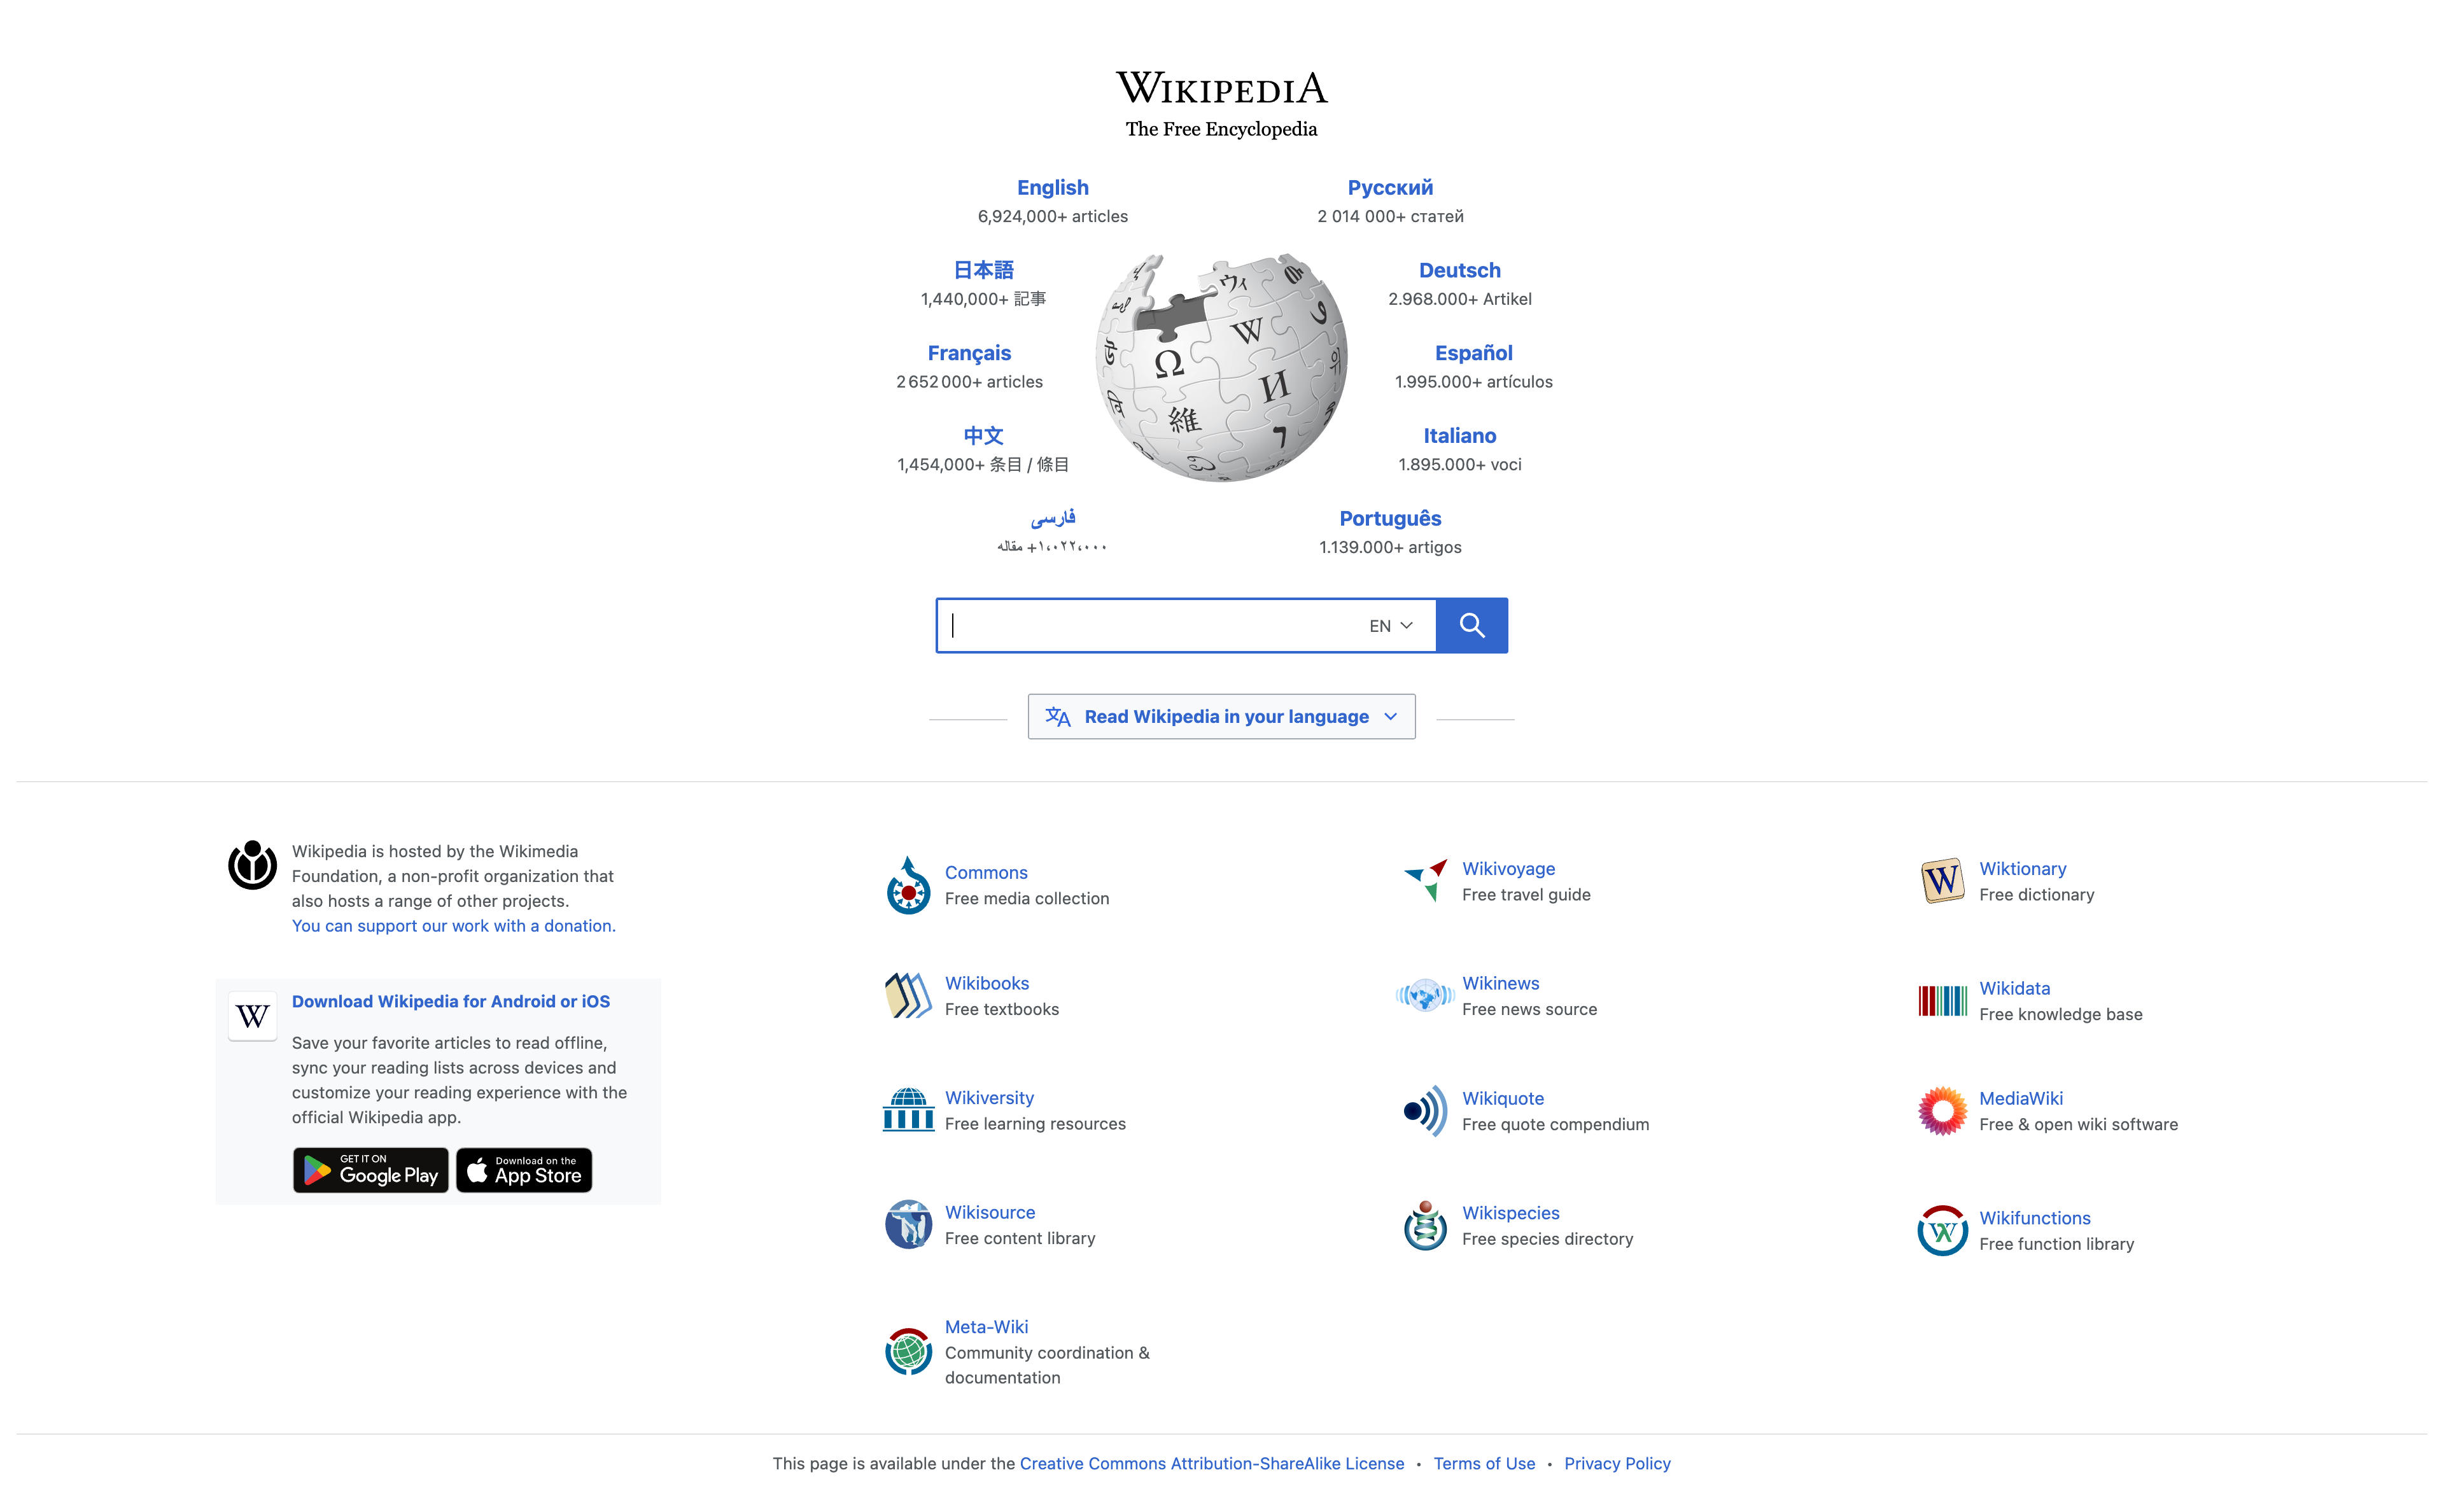 WIKIPEDIA
The Free Encyclopedia
English
6,924,000+ articles
Русский
2 014 000+ статей
日本語
1,440,000+ 記事
Deutsch
2.968.000+ Artikel
Français
2 652 000+ articles
Español
1.995.000+ artículos
中文
1,454,000+ 条目 / 條目
Italiano
1.895.000+ voci
فارسی
۱٬۰۲۲٬۰۰۰+ مقاله
Português
1.139.000+ artigos
Ω
W
И
維
ウィ
EN
Read Wikipedia in your language
Wikipedia is hosted by the Wikimedia
Foundation, a non-profit organization that
also hosts a range of other projects.
You can support our work with a donation.
W
Download Wikipedia for Android or iOS
Save your favorite articles to read offline,
sync your reading lists across devices and
customize your reading experience with the
official Wikipedia app.
GET IT ON
Google Play
Download on the
App Store
Commons
Free media collection
Wikivoyage
Free travel guide
W
Wiktionary
Free dictionary
Wikibooks
Free textbooks
Wikinews
Free news source
Wikidata
Free knowledge base
Wikiversity
Free learning resources
Wikiquote
Free quote compendium
MediaWiki
Free & open wiki software
Wikisource
Free content library
Wikispecies
Free species directory
Wikifunctions
Free function library
Meta-Wiki
Community coordination &
documentation
This page is available under the Creative Commons Attribution-ShareAlike License • Terms of Use • Privacy Policy